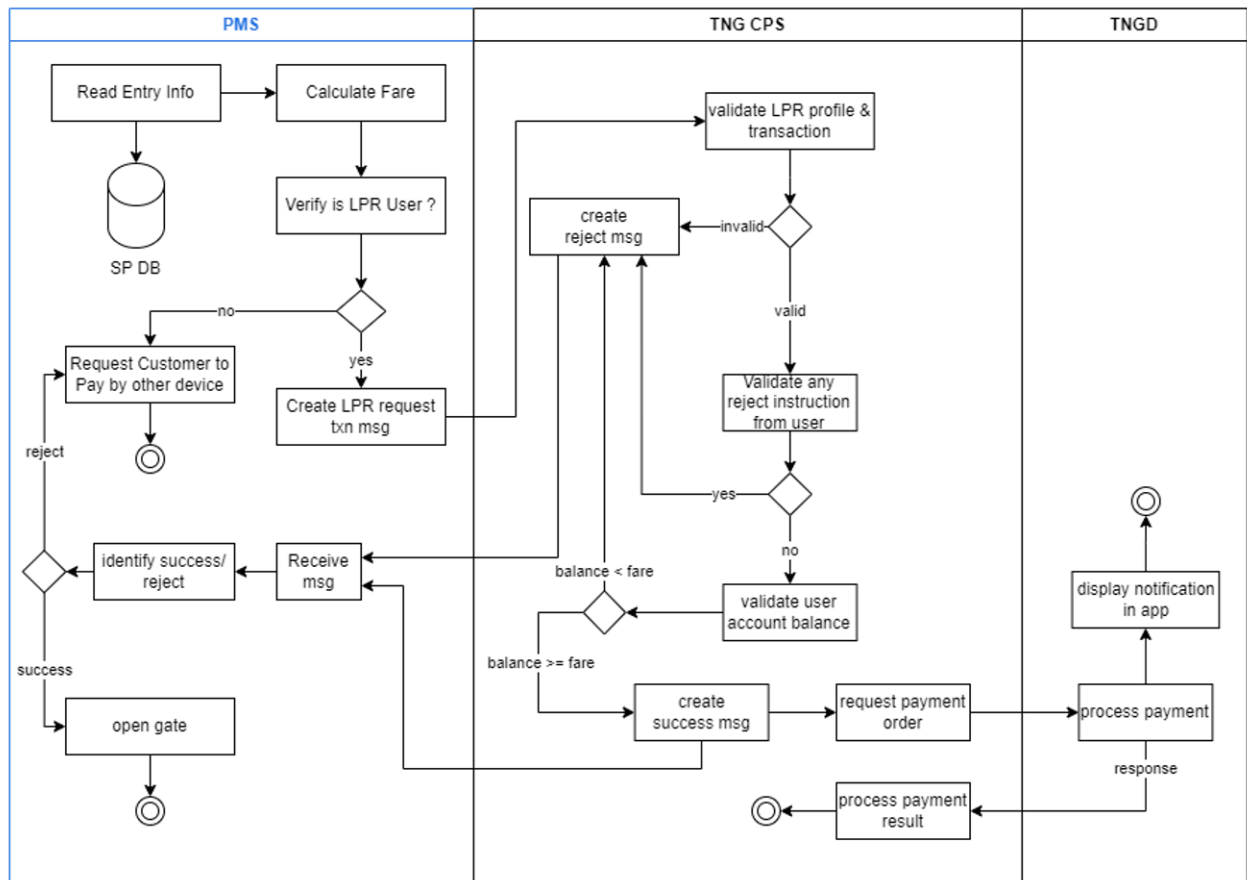 PMS
TNG CPS
TNGD
Read Entry Info
Calculate Fare
SP DB
Verify is LPR User ?
no
yes
Request Customer to
Pay by other device
Create LPR request
txn msg
reject
identify success/
reject
Receive
msg
success
open gate
validate LPR profile &
transaction
create
reject msg
invalid
valid
Validate any
reject instruction
from user
yes
no
balance < fare
validate user
account balance
balance >= fare
create
success msg
request payment
order
process payment
result
display notification
in app
process payment
response